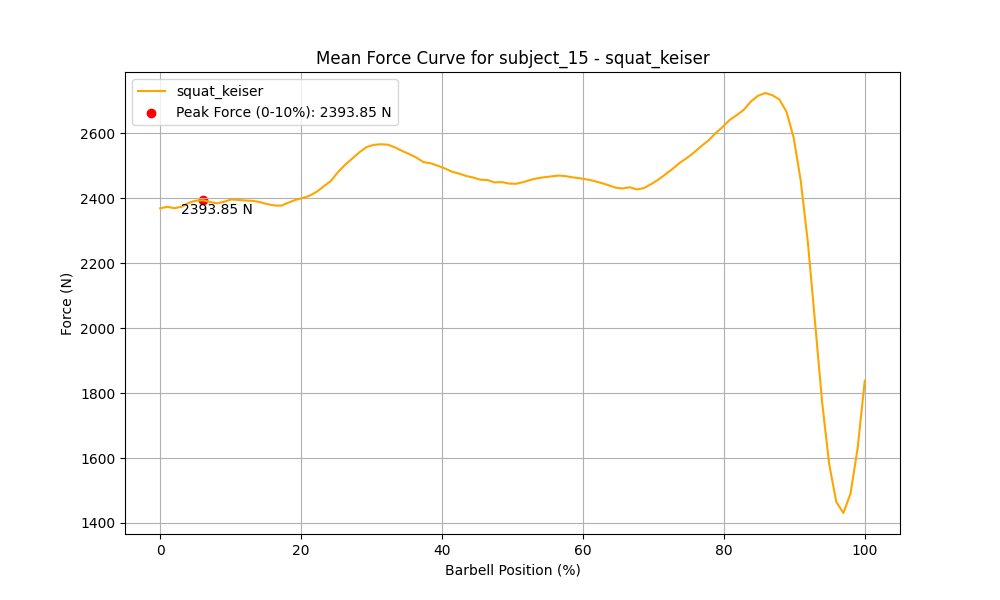 Mean Force Curve for subject_15 - squat_keiser
squat_keiser
Peak Force (0-10%): 2393.85 N
2393.85 N
2600
2400
2200
2000
1800
1600
1400
Force (N)
0 20 40 60 80 100
Barbell Position (%)